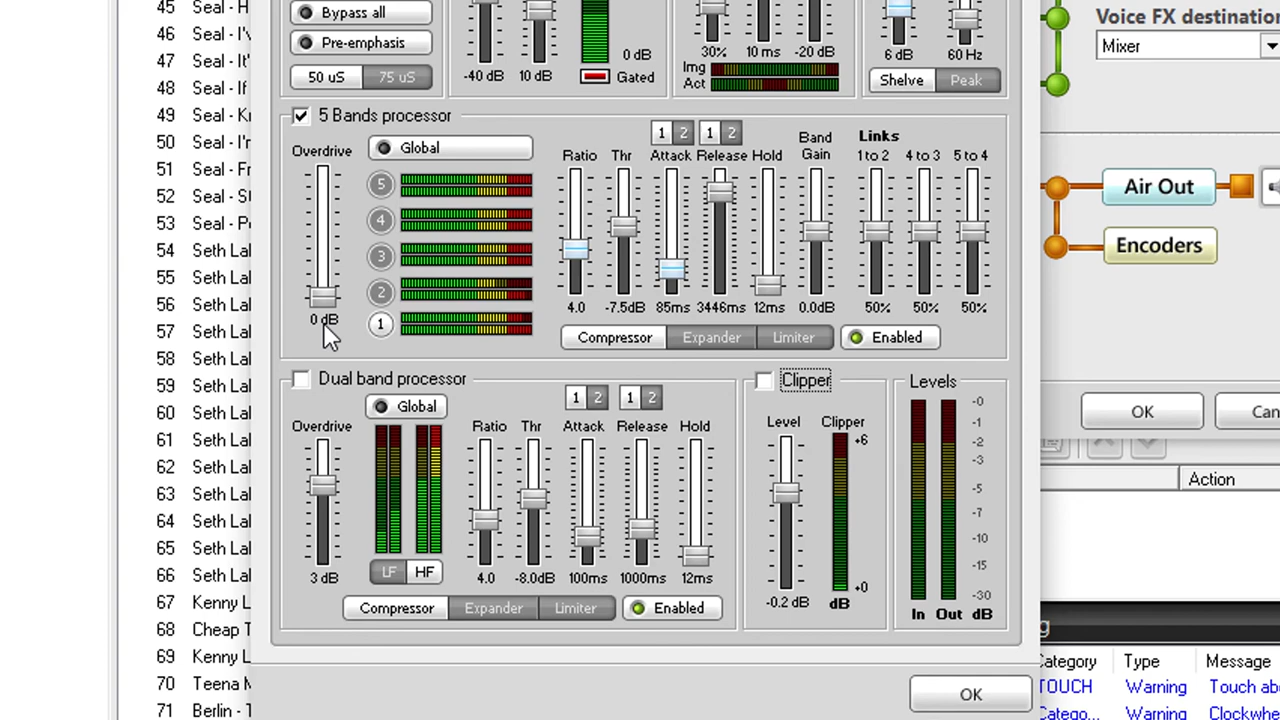 45 Seal - H
46 Seal - I'v
47 Seal - It'
48 Seal - If
49 Seal - Kr
50 Seal - I'r
51 Seal - Fr
52 Seal - S
53 Seal - P
54 Seth Lal
55 Seth Lal
56 Seth Lal
57 Seth Lal
58 Seth Lal
59 Seth Lal
60 Seth Lal
61 Seth Lal
62 Seth Lal
63 Seth Lal
64 Seth Lal
65 Seth Lal
66 Seth Lal
67 Kenny L
68 Cheap T
69 Kenny L
70 Teena M
71 Berlin - T
Bypass all
Pre-emphasis
50 uS 75 uS
-40 dB 10 dB
0 dB
Gated
30% 10 ms -20 dB
Img
Act
6 dB 60 Hz
Shelve Peak
5 Bands processor
Overdrive
0 dB
Global
5
4
3
2
1
1 2 1 2
Ratio Thr Attack Release Hold
Band
Gain
Links
1 to 2 4 to 3 5 to 4
4.0 -7.5dB 85ms 3446ms 12ms 0.0dB 50% 50% 50%
Compressor Expander Limiter Enabled
Dual band processor
Overdrive
3 dB
Global
LF HF
1 2 1 2
Ratio Thr Attack Release Hold
4.0 -8.0dB 100ms 1000ms 12ms
Compressor Expander Limiter Enabled
Clipper
Level Clipper
+6
+0
-0.2 dB dB
Levels
-0
-1
-2
-3
-5
-7
-10
-15
-30
In Out dB
OK
Voice FX destinatio
Mixer
Air Out
Encoders
OK Can
Action
g
Category Type Message
TOUCH Warning Touch ab
Catego... Warning Clockwhe